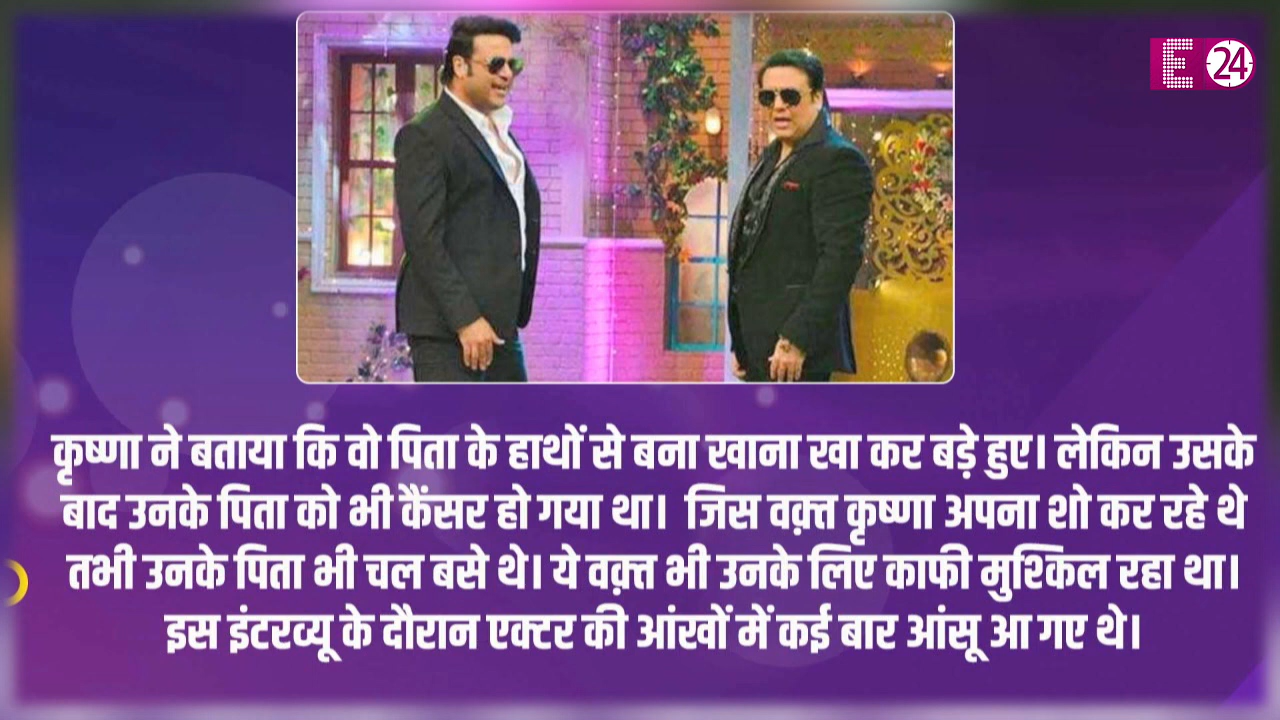 E 24
कृष्णा ने बताया कि वो पिता के हाथों से बना खाना खा कर बड़े हुए। लेकिन उसके
बाद उनके पिता को भी कैंसर हो गया था। जिस वक़्त कृष्णा अपना शो कर रहे थे
तभी उनके पिता भी चल बसे थे। ये वक़्त भी उनके लिए काफी मुश्किल रहा था।
इस इंटरव्यू के दौरान एक्टर की आंखों में कई बार आंसू आ गए थे।